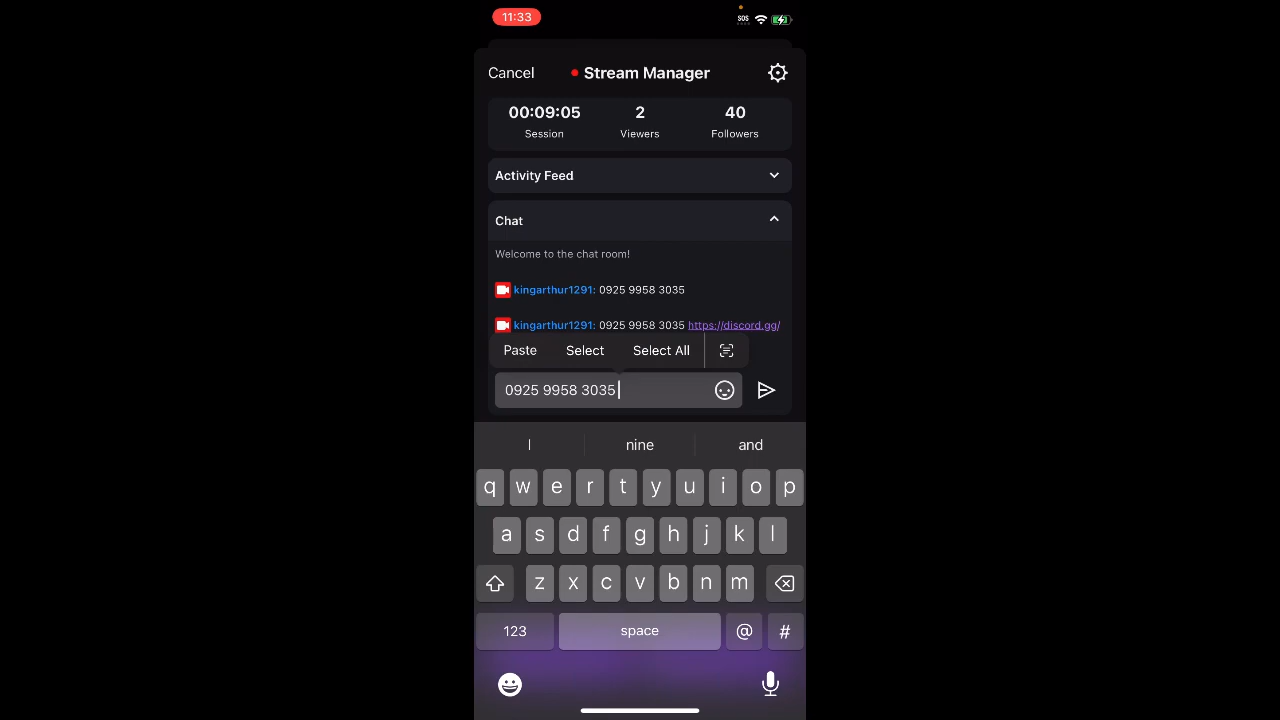 11:33
SOS
Cancel
Stream Manager
00:09:05 2 40
Session Viewers Followers
Activity Feed
Chat
Welcome to the chat room!
kingarthur1291: 0925 9958 3035
kingarthur1291: 0925 9958 3035 https://discord.gg/
Paste Select Select All
0925 9958 3035
I nine and
q w e r t y u i o p
a s d f g h j k l
z x c v b n m
123 space @ #